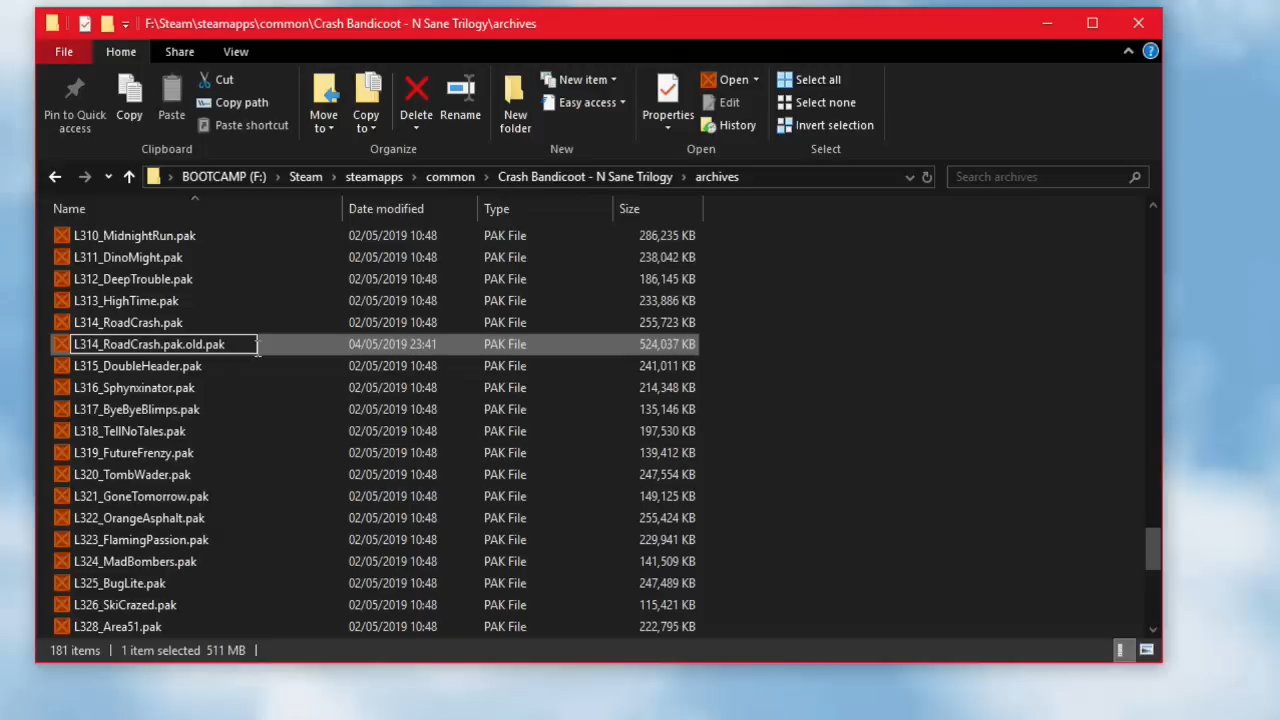 F:\Steam\steamapps\common\Crash Bandicoot - N Sane Trilogy\archives
File Home Share View
Pin to Quick access
Copy
Paste
Cut
Copy path
Paste shortcut
Clipboard
Move to
Copy to
Delete
Rename
Organize
New folder
New item
Easy access
New
Properties
Open
Edit
History
Open
Select all
Select none
Invert selection
Select
BOOTCAMP (F:) Steam steamapps common Crash Bandicoot - N Sane Trilogy archives
Search archives
Name Date modified Type Size
L310_MidnightRun.pak 02/05/2019 10:48 PAK File 286,235 KB
L311_DinoMight.pak 02/05/2019 10:48 PAK File 238,042 KB
L312_DeepTrouble.pak 02/05/2019 10:48 PAK File 186,145 KB
L313_HighTime.pak 02/05/2019 10:48 PAK File 233,886 KB
L314_RoadCrash.pak 02/05/2019 10:48 PAK File 255,723 KB
L314_RoadCrash.pak.old.pak 04/05/2019 23:41 PAK File 524,037 KB
L315_DoubleHeader.pak 02/05/2019 10:48 PAK File 241,011 KB
L316_Sphynxinator.pak 02/05/2019 10:48 PAK File 214,348 KB
L317_ByeByeBlimps.pak 02/05/2019 10:48 PAK File 135,146 KB
L318_TellNoTales.pak 02/05/2019 10:48 PAK File 197,530 KB
L319_FutureFrenzy.pak 02/05/2019 10:48 PAK File 139,412 KB
L320_TombWader.pak 02/05/2019 10:48 PAK File 247,554 KB
L321_GoneTomorrow.pak 02/05/2019 10:48 PAK File 149,125 KB
L322_OrangeAsphalt.pak 02/05/2019 10:48 PAK File 255,424 KB
L323_FlamingPassion.pak 02/05/2019 10:48 PAK File 229,941 KB
L324_MadBombers.pak 02/05/2019 10:48 PAK File 141,509 KB
L325_BugLite.pak 02/05/2019 10:48 PAK File 247,489 KB
L326_SkiCrazed.pak 02/05/2019 10:48 PAK File 115,421 KB
L328_Area51.pak 02/05/2019 10:48 PAK File 222,795 KB
181 items 1 item selected 511 MB